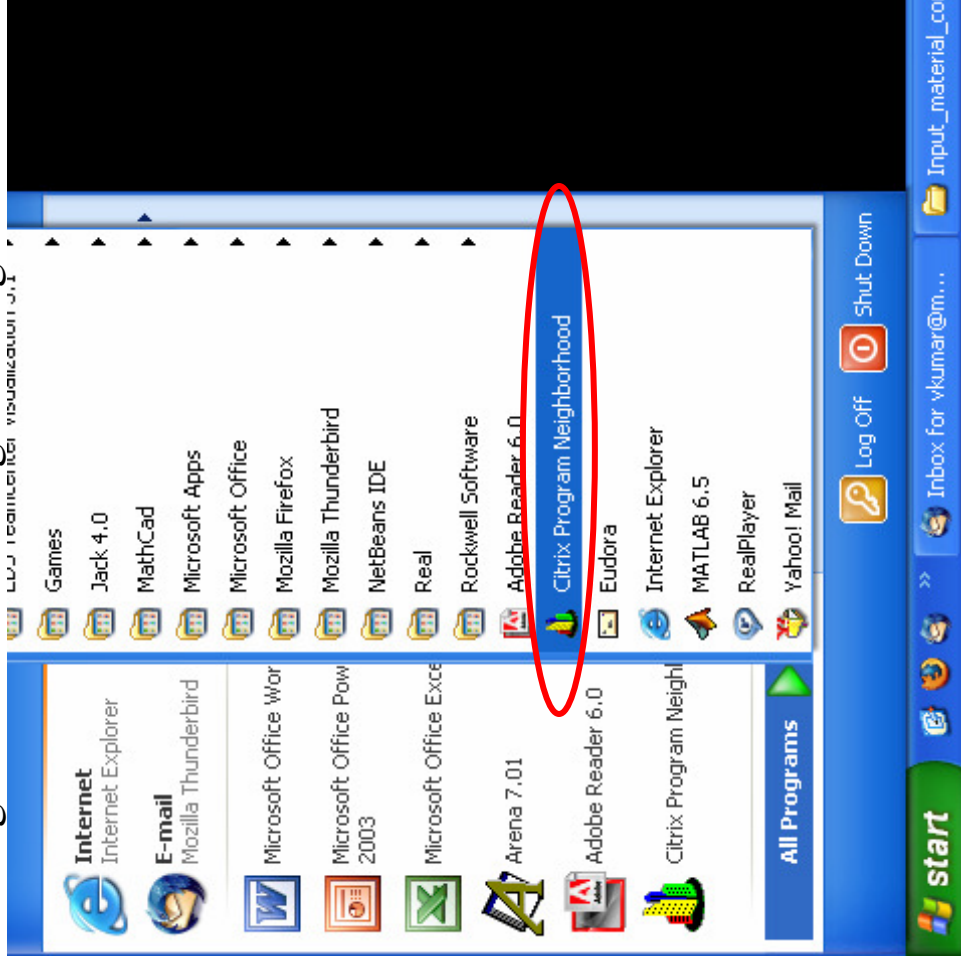 Internet
Internet Explorer
E-mail
Mozilla Thunderbird
Microsoft Office Wor
Microsoft Office Pow
2003
Microsoft Office Exce
Arena 7.01
Adobe Reader 6.0
Citrix Program Neighl
All Programs
Games
Jack 4.0
MathCad
Microsoft Apps
Microsoft Office
Mozilla Firefox
Mozilla Thunderbird
NetBeans IDE
Real
Rockwell Software
Adobe Reader 6.0
Citrix Program Neighborhood
Eudora
Internet Explorer
MATLAB 6.5
RealPlayer
Yahoo! Mail
Log Off
Shut Down
start
Inbox for vkumar@m...
Input_material_co